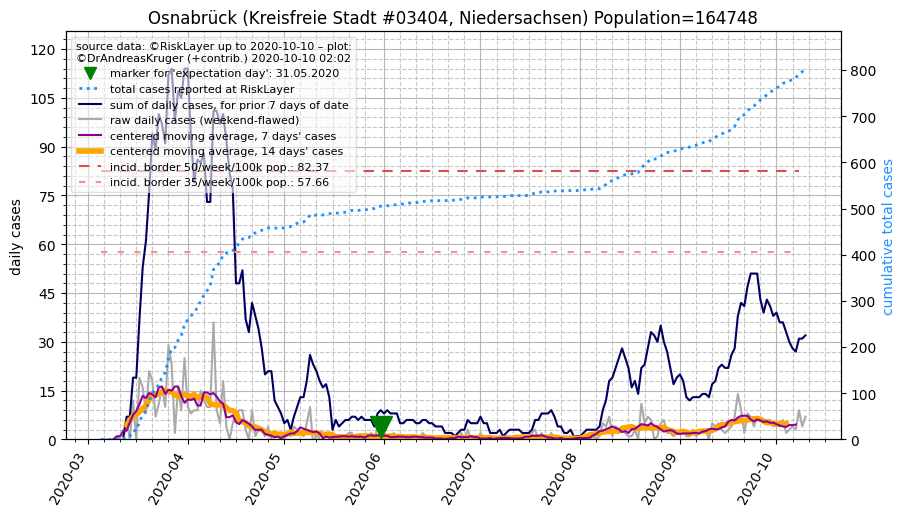 Osnabrück (Kreisfreie Stadt #03404, Niedersachsen) Population=164748
source data: ©RiskLayer up to 2020-10-10 – plot:
©DrAndreasKruger (+contrib.) 2020-10-10 02:02
marker for 'expectation day': 31.05.2020
total cases reported at RiskLayer
sum of daily cases, for prior 7 days of date
raw daily cases (weekend-flawed)
centered moving average, 7 days' cases
centered moving average, 14 days' cases
incid. border 50/week/100k pop.: 82.37
incid. border 35/week/100k pop.: 57.66
daily cases
120
105
90
75
60
45
30
15
0
cumulative total cases
800
700
600
500
400
300
200
100
0
2020-03
2020-04
2020-05
2020-06
2020-07
2020-08
2020-09
2020-10